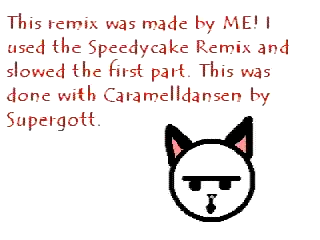 This remix was made by ME! I
used the Speedycake Remix and
slowed the first part. This was
done with Caramelldansen by
Supergott.